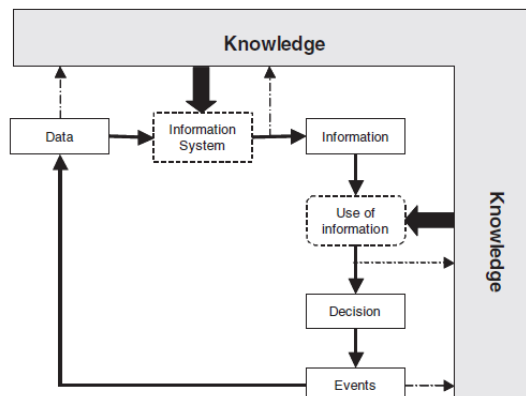 Knowledge
Data
Information
System
Information
Use of
information
Knowledge
Decision
Events